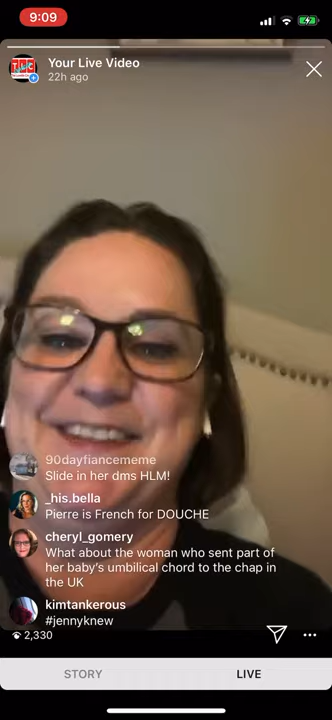 9:09
Your Live Video
22h ago
90dayfiancememe
Slide in her dms HLM!
_his.bella
Pierre is French for DOUCHE
cheryl_gomery
What about the woman who sent part of
her baby's umbilical chord to the chap in
the UK
kimtankerous
#jennyknew
2,330
STORY
LIVE